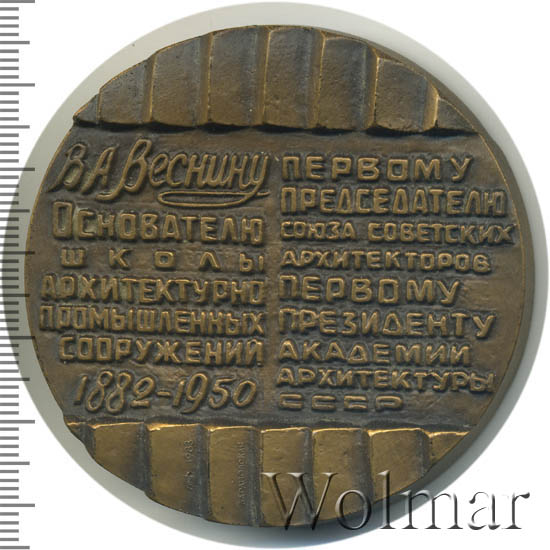 В А Веснину
Основателю
школы
архитектурно
промышленных
сооружений
1882-1950
первому
председателю
союза советских
архитекторов
первому
президенту
академии
архитектуры
СССР
Wolmar